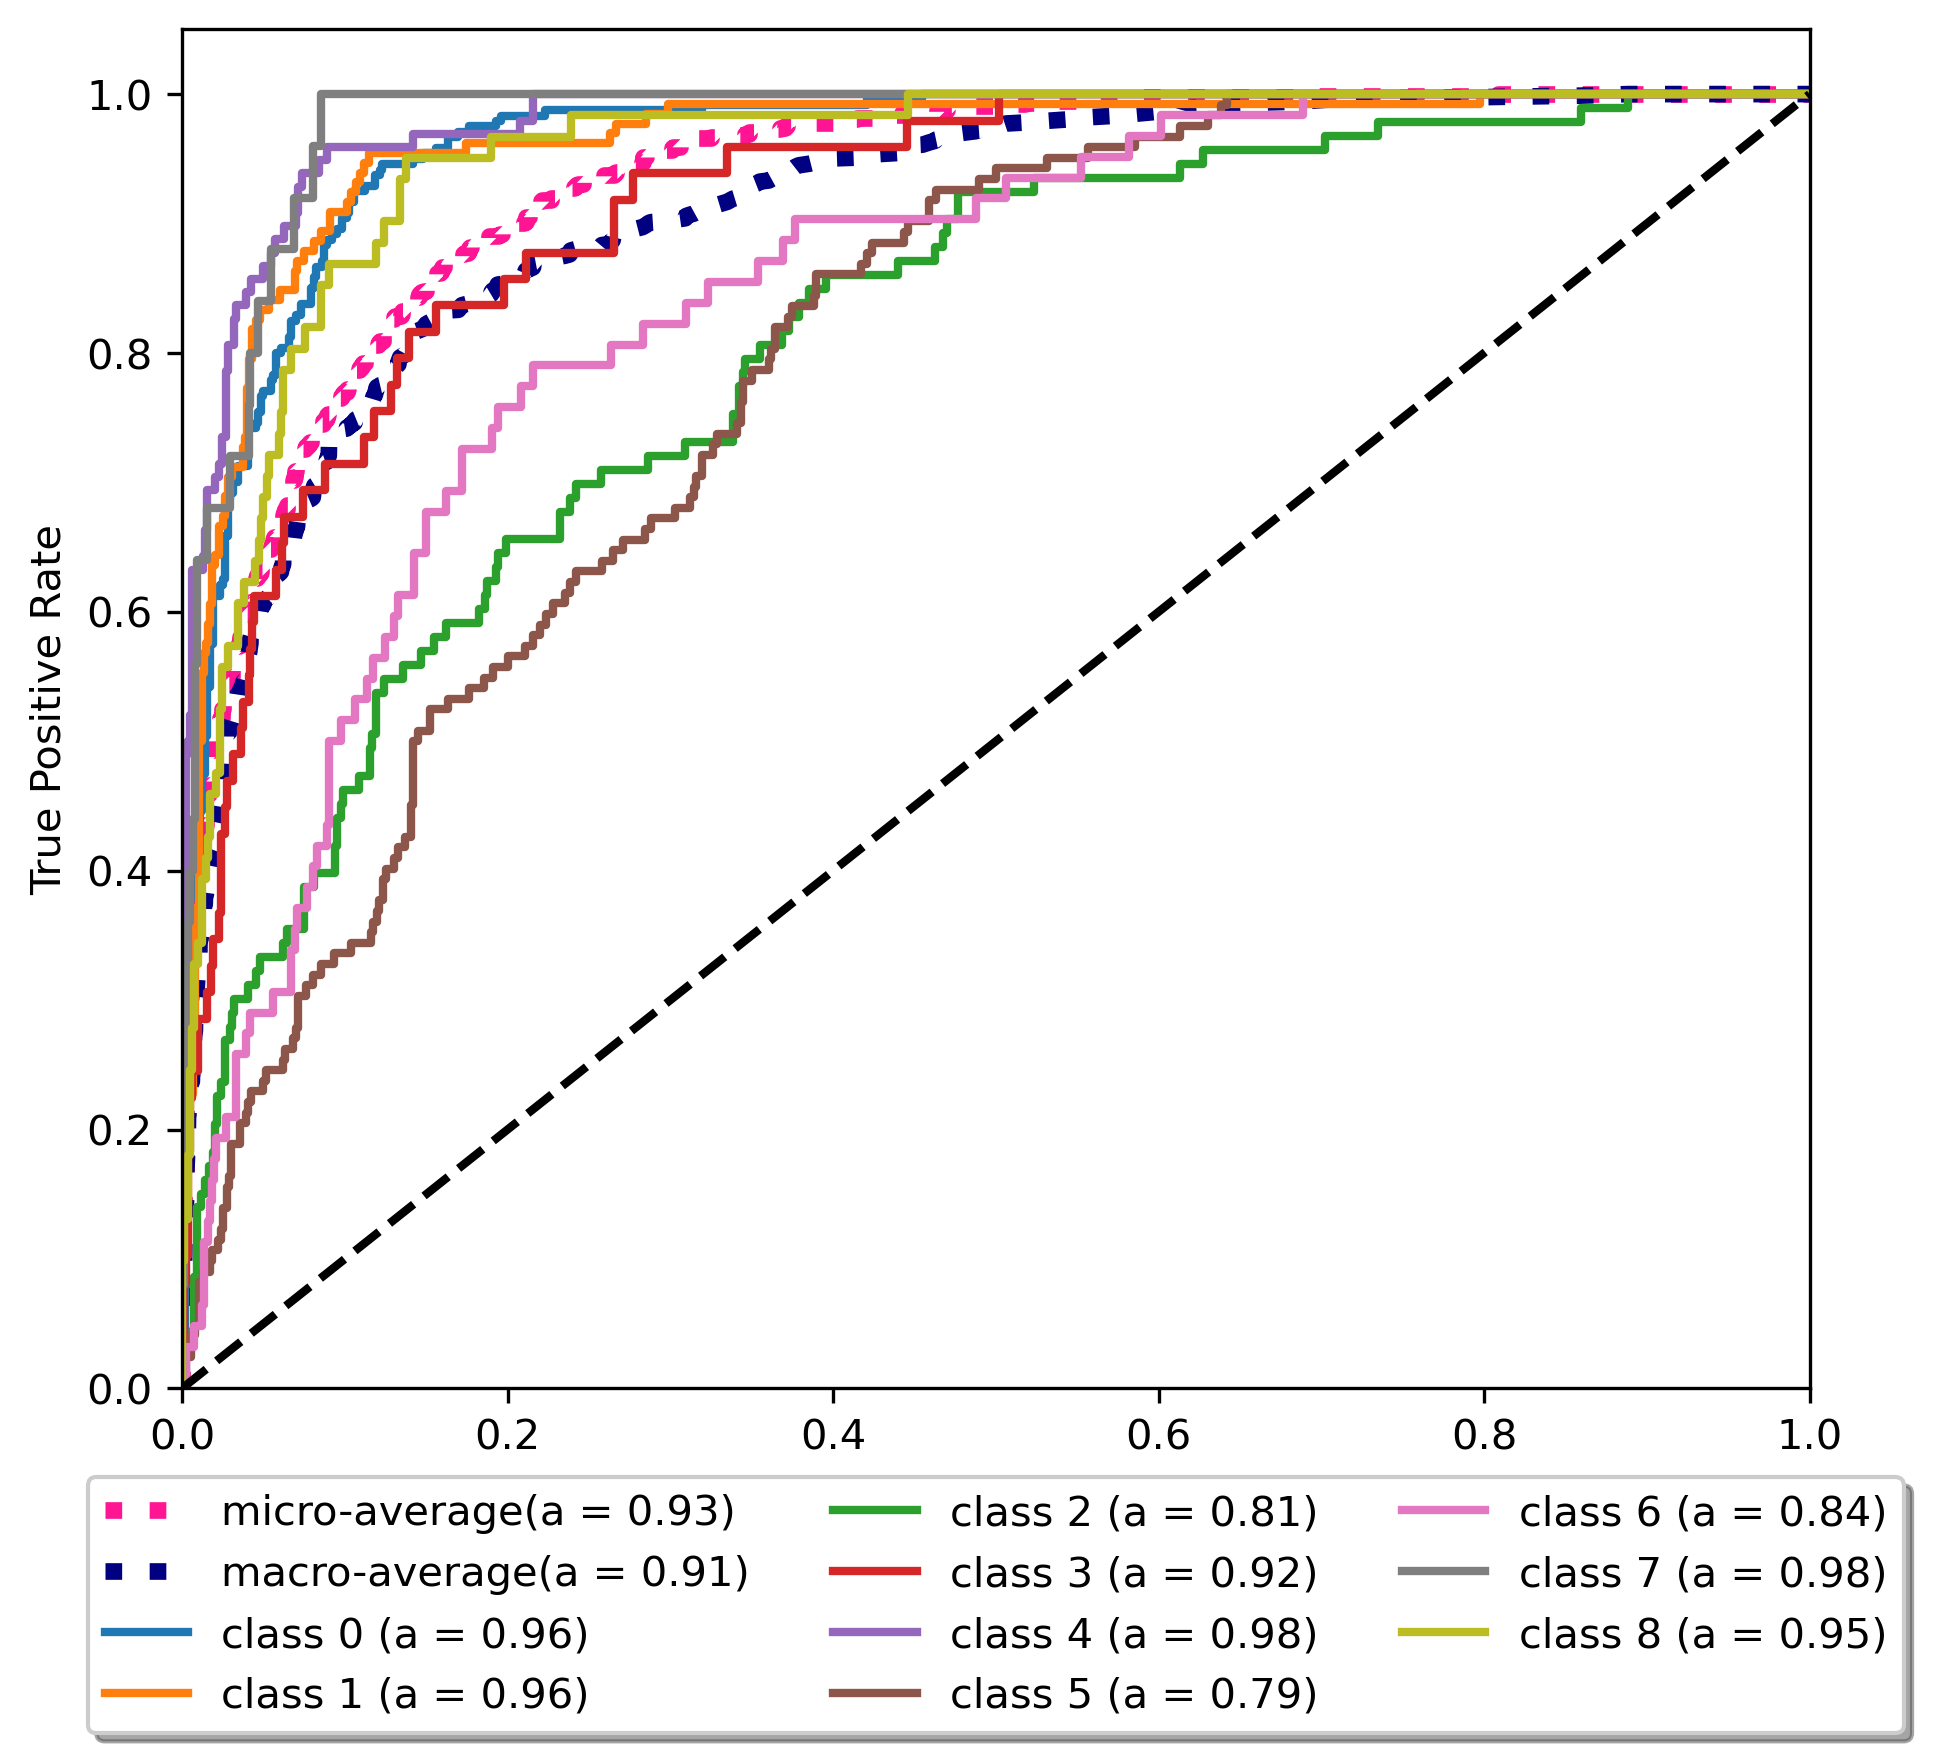 1.0
0.8
0.6
0.4
0.2
0.0
True Positive Rate
0.0 0.2 0.4 0.6 0.8 1.0
micro-average(a = 0.93)
macro-average(a = 0.91)
class 0 (a = 0.96)
class 1 (a = 0.96)
class 2 (a = 0.81)
class 3 (a = 0.92)
class 4 (a = 0.98)
class 5 (a = 0.79)
class 6 (a = 0.84)
class 7 (a = 0.98)
class 8 (a = 0.95)